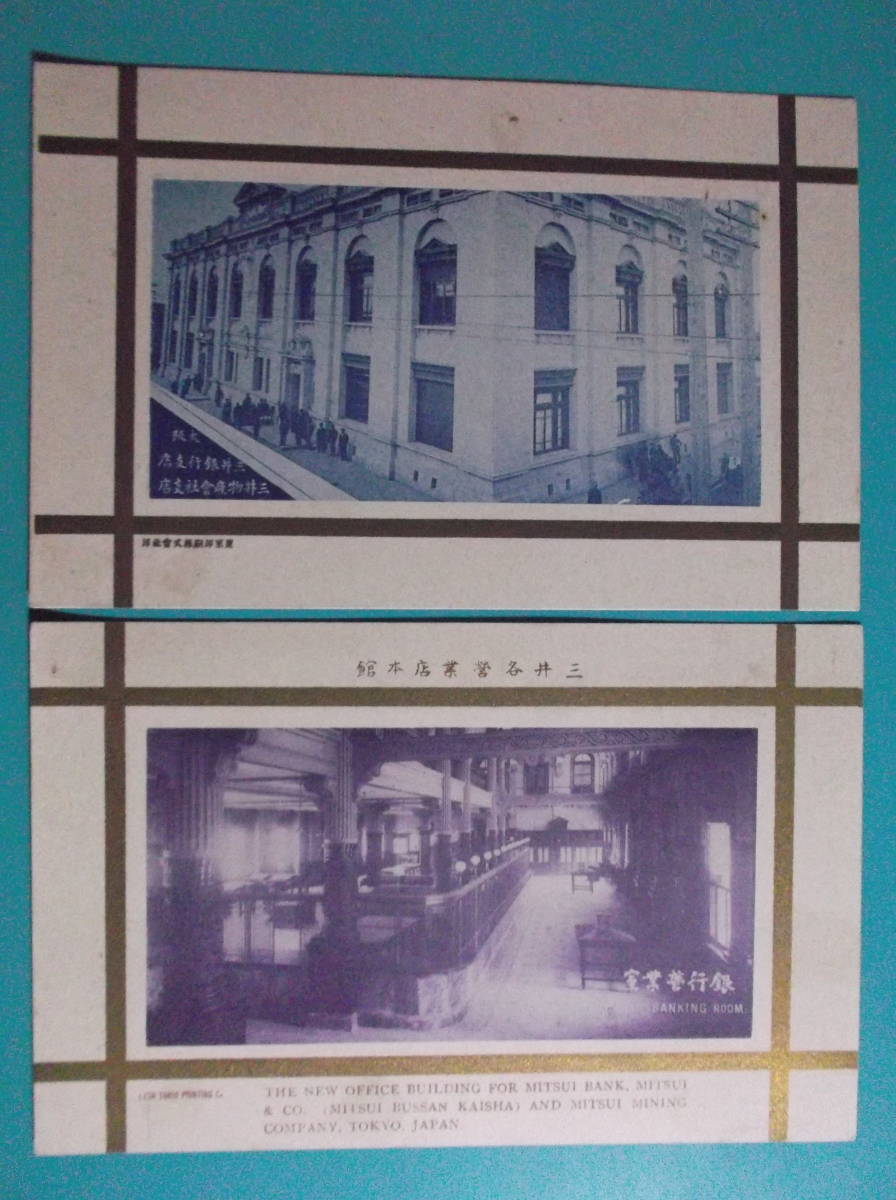 大阪
三井銀行支店
三井物産會社支店
三井各營業店本館
銀行營業室
BANKING ROOM
THE NEW OFFICE BUILDING FOR MITSUI BANK, MITSUI
& CO. (MITSUI BUSSAN KAISHA) AND MITSUI MINING
COMPANY, TOKYO, JAPAN